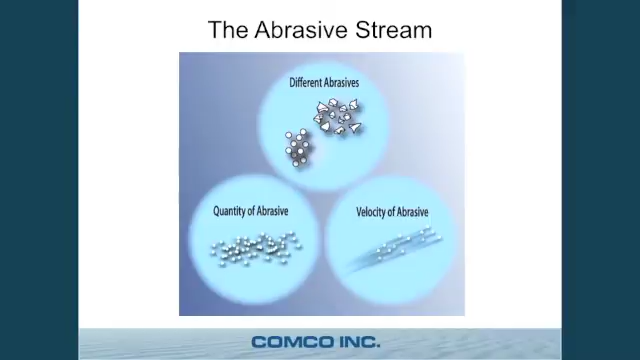 The Abrasive Stream
Different Abrasives
Quantity of Abrasive
Velocity of Abrasive
COMCO INC.